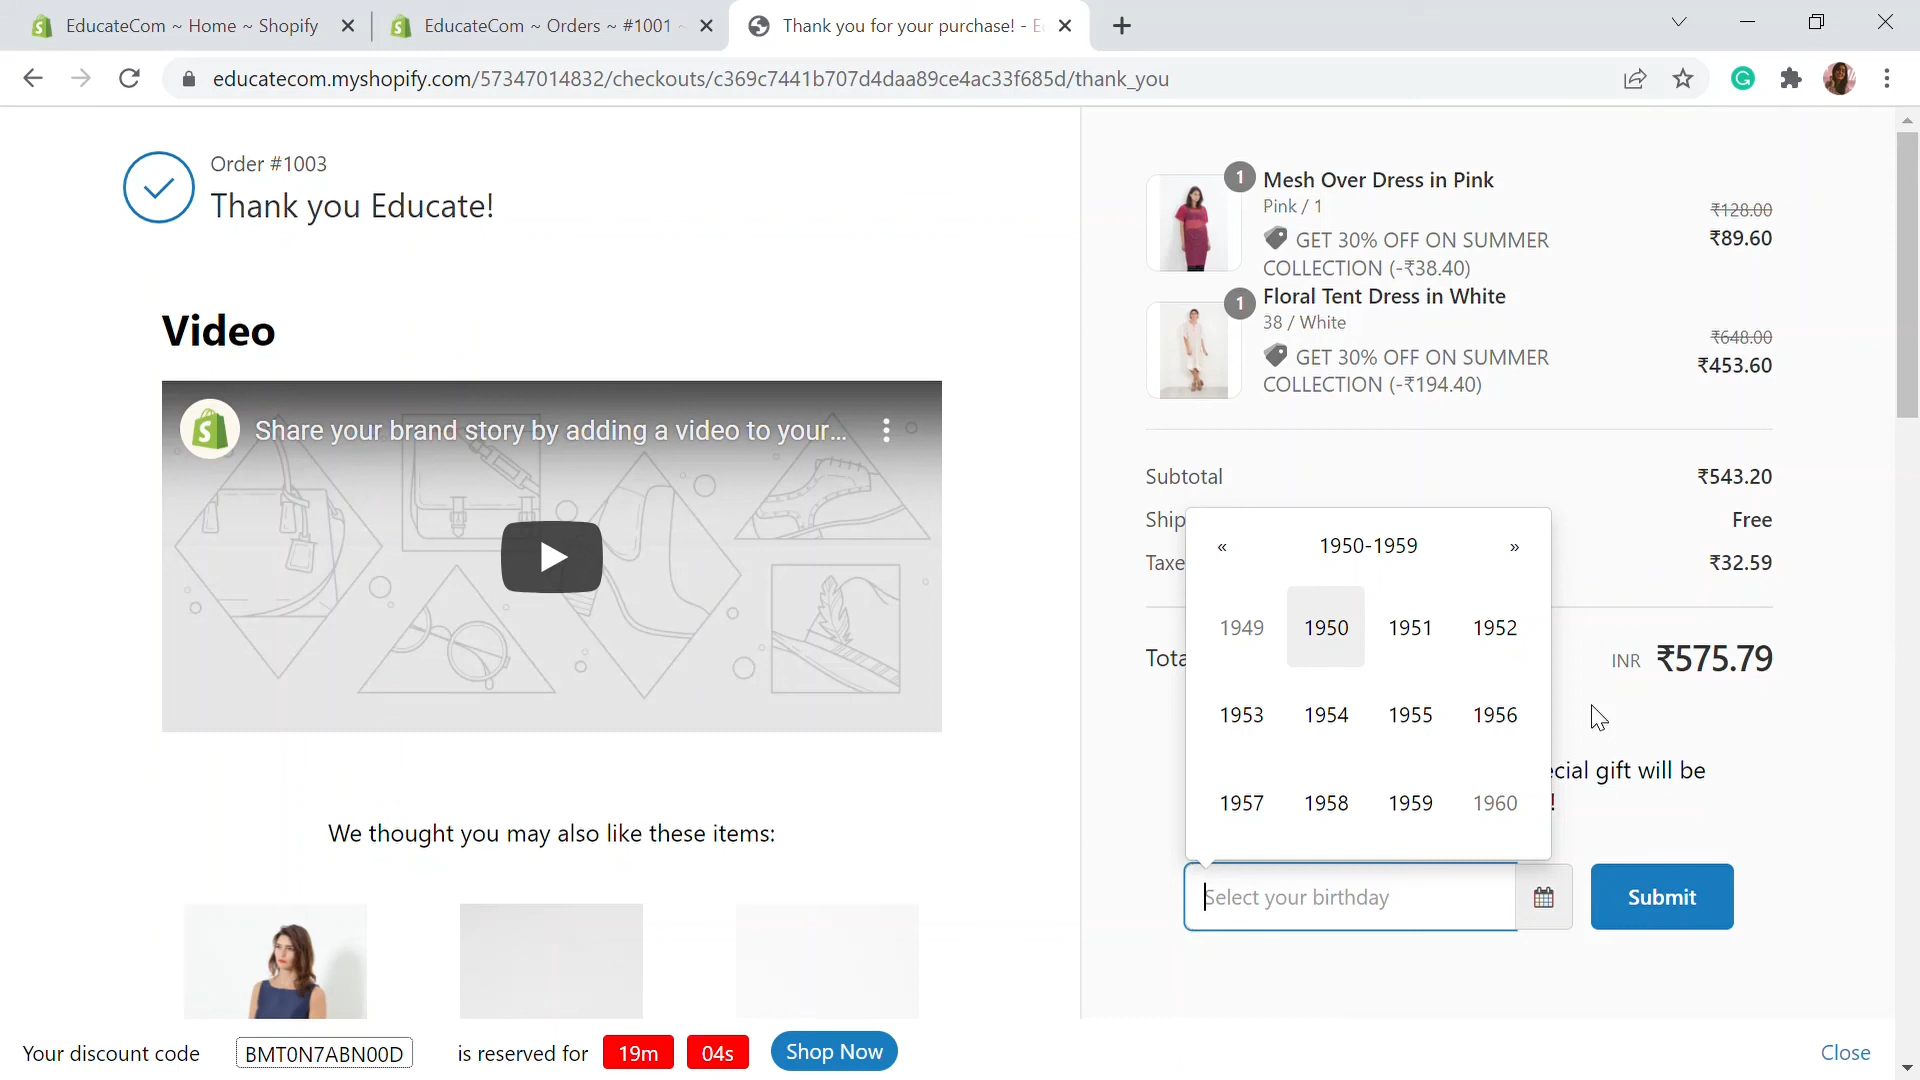 EducateCom ~ Home ~ Shopify
EducateCom ~ Orders ~ #1001
Thank you for your purchase! - E
educatecom.myshopify.com/57347014832/checkouts/c369c7441b707d4daa89ce4ac33f685d/thank_you
Order #1003
Thank you Educate!
Video
Share your brand story by adding a video to your...
We thought you may also like these items:
1
Mesh Over Dress in Pink
Pink / 1
₹128.00
₹89.60
GET 30% OFF ON SUMMER
COLLECTION (-₹38.40)
1
Floral Tent Dress in White
38 / White
₹648.00
₹453.60
GET 30% OFF ON SUMMER
COLLECTION (-₹194.40)
Subtotal ₹543.20
Ship Free
Taxe ₹32.59
Tota INR ₹575.79
« 1950-1959 »
1949 1950 1951 1952
1953 1954 1955 1956
1957 1958 1959 1960
ecial gift will be
!
Select your birthday
Submit
Your discount code BMT0N7ABN00D is reserved for 19m 04s Shop Now Close